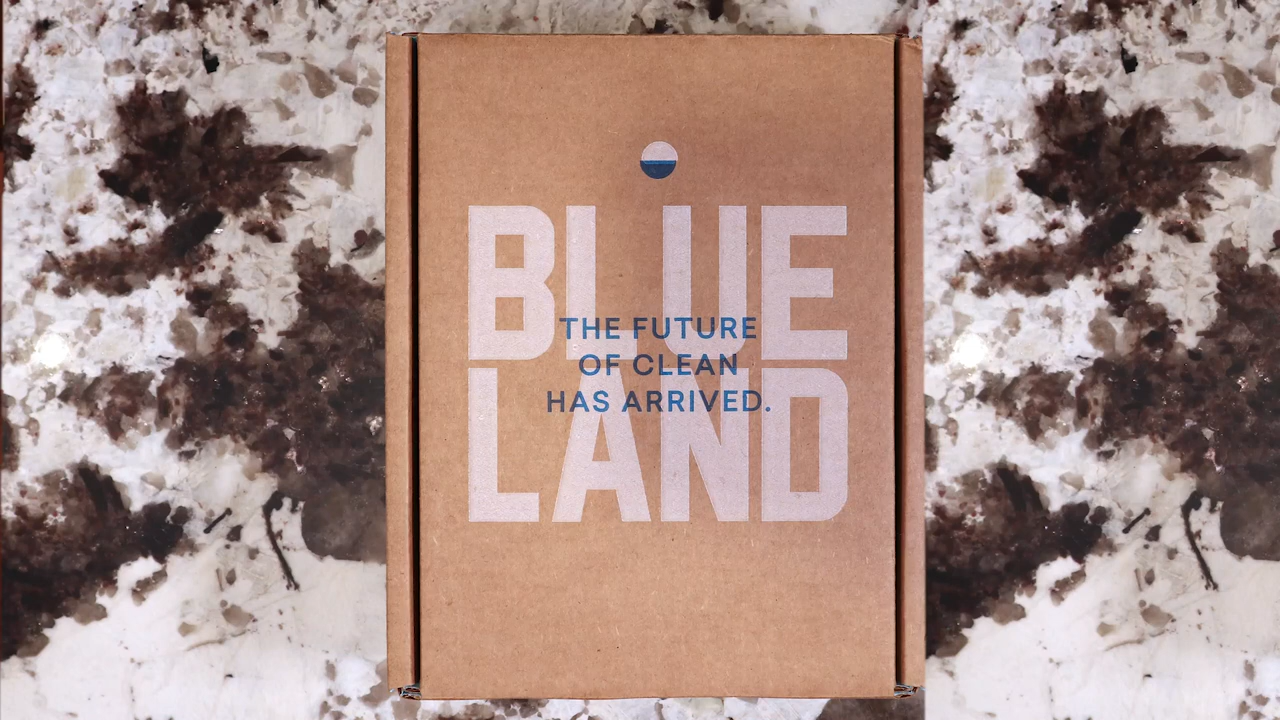 BLUE
THE FUTURE
OF CLEAN
HAS ARRIVED.
LAND